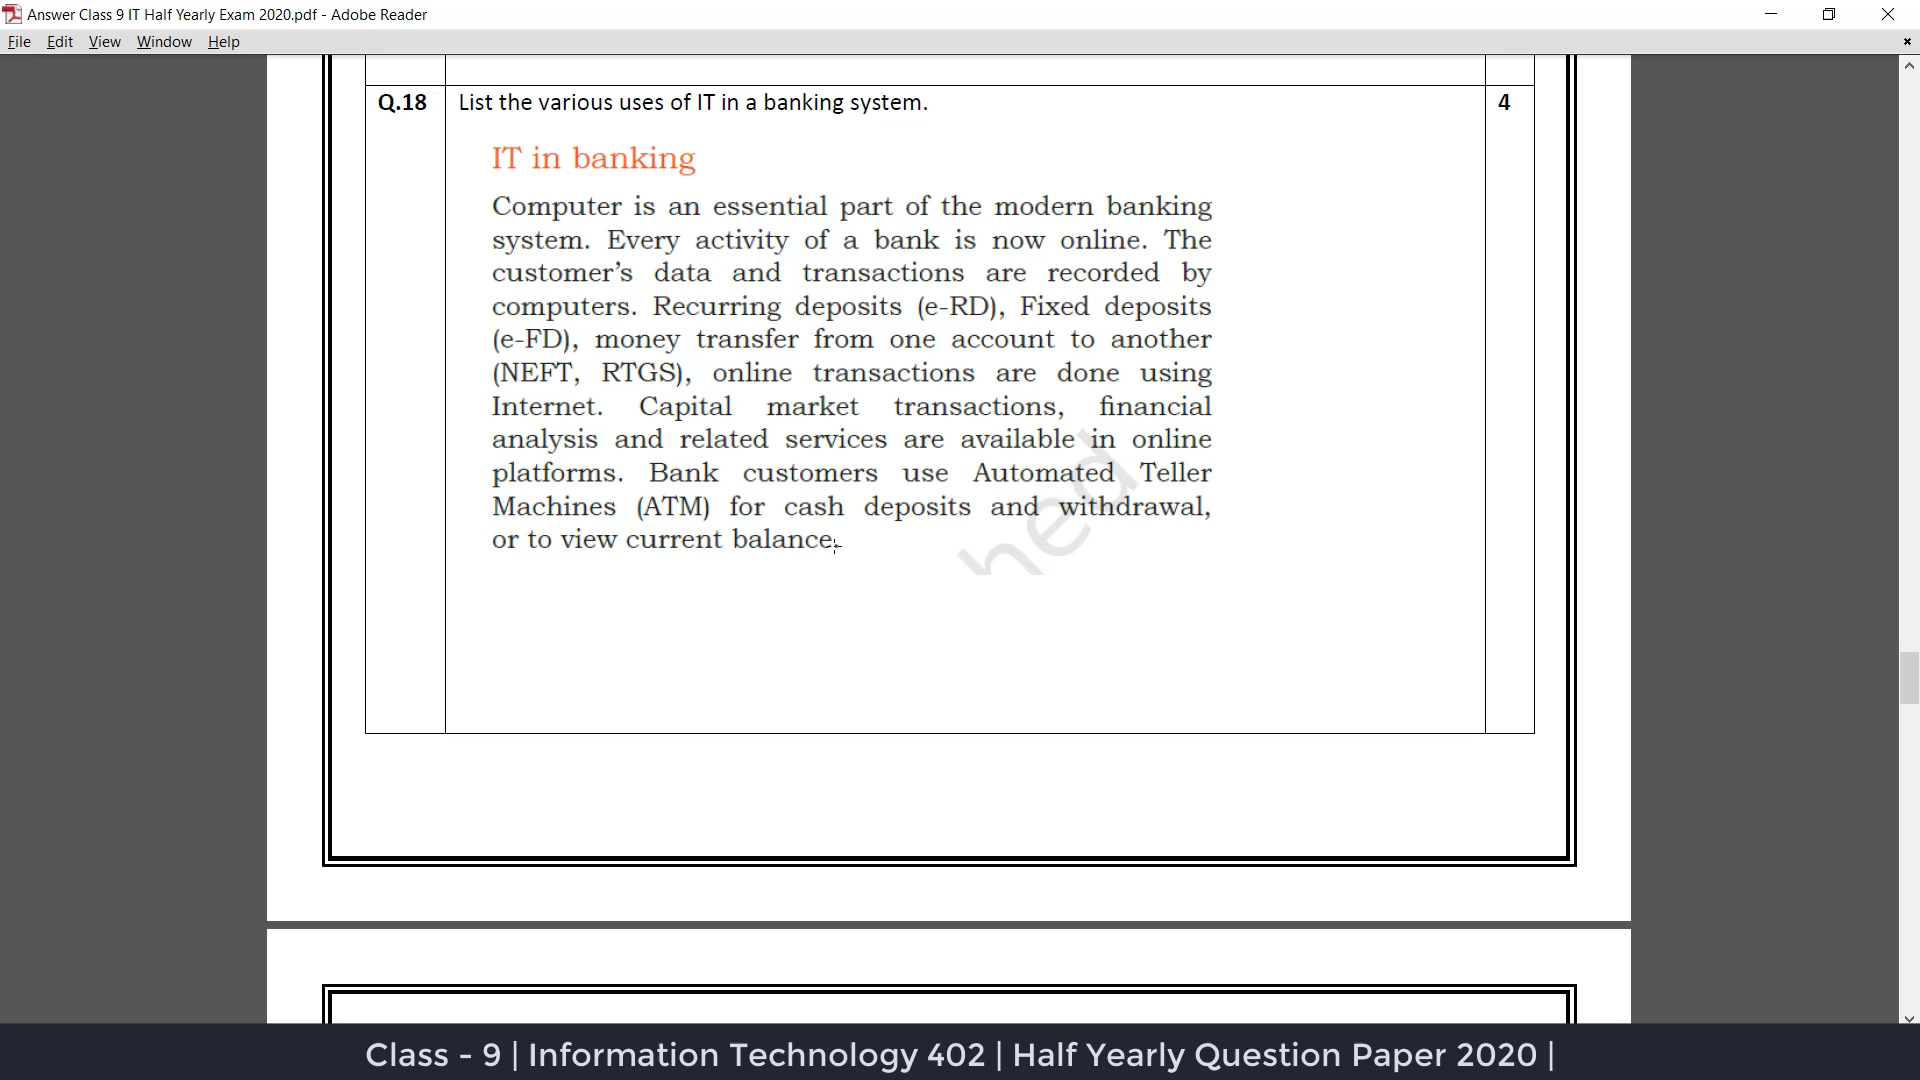 Answer Class 9 IT Half Yearly Exam 2020.pdf - Adobe Reader
File Edit View Window Help
Q.18 List the various uses of IT in a banking system. 4
IT in banking
Computer is an essential part of the modern banking
system. Every activity of a bank is now online. The
customer’s data and transactions are recorded by
computers. Recurring deposits (e-RD), Fixed deposits
(e-FD), money transfer from one account to another
(NEFT, RTGS), online transactions are done using
Internet. Capital market transactions, financial
analysis and related services are available in online
platforms. Bank customers use Automated Teller
Machines (ATM) for cash deposits and withdrawal,
or to view current balance.
hed
Class - 9 | Information Technology 402 | Half Yearly Question Paper 2020 |